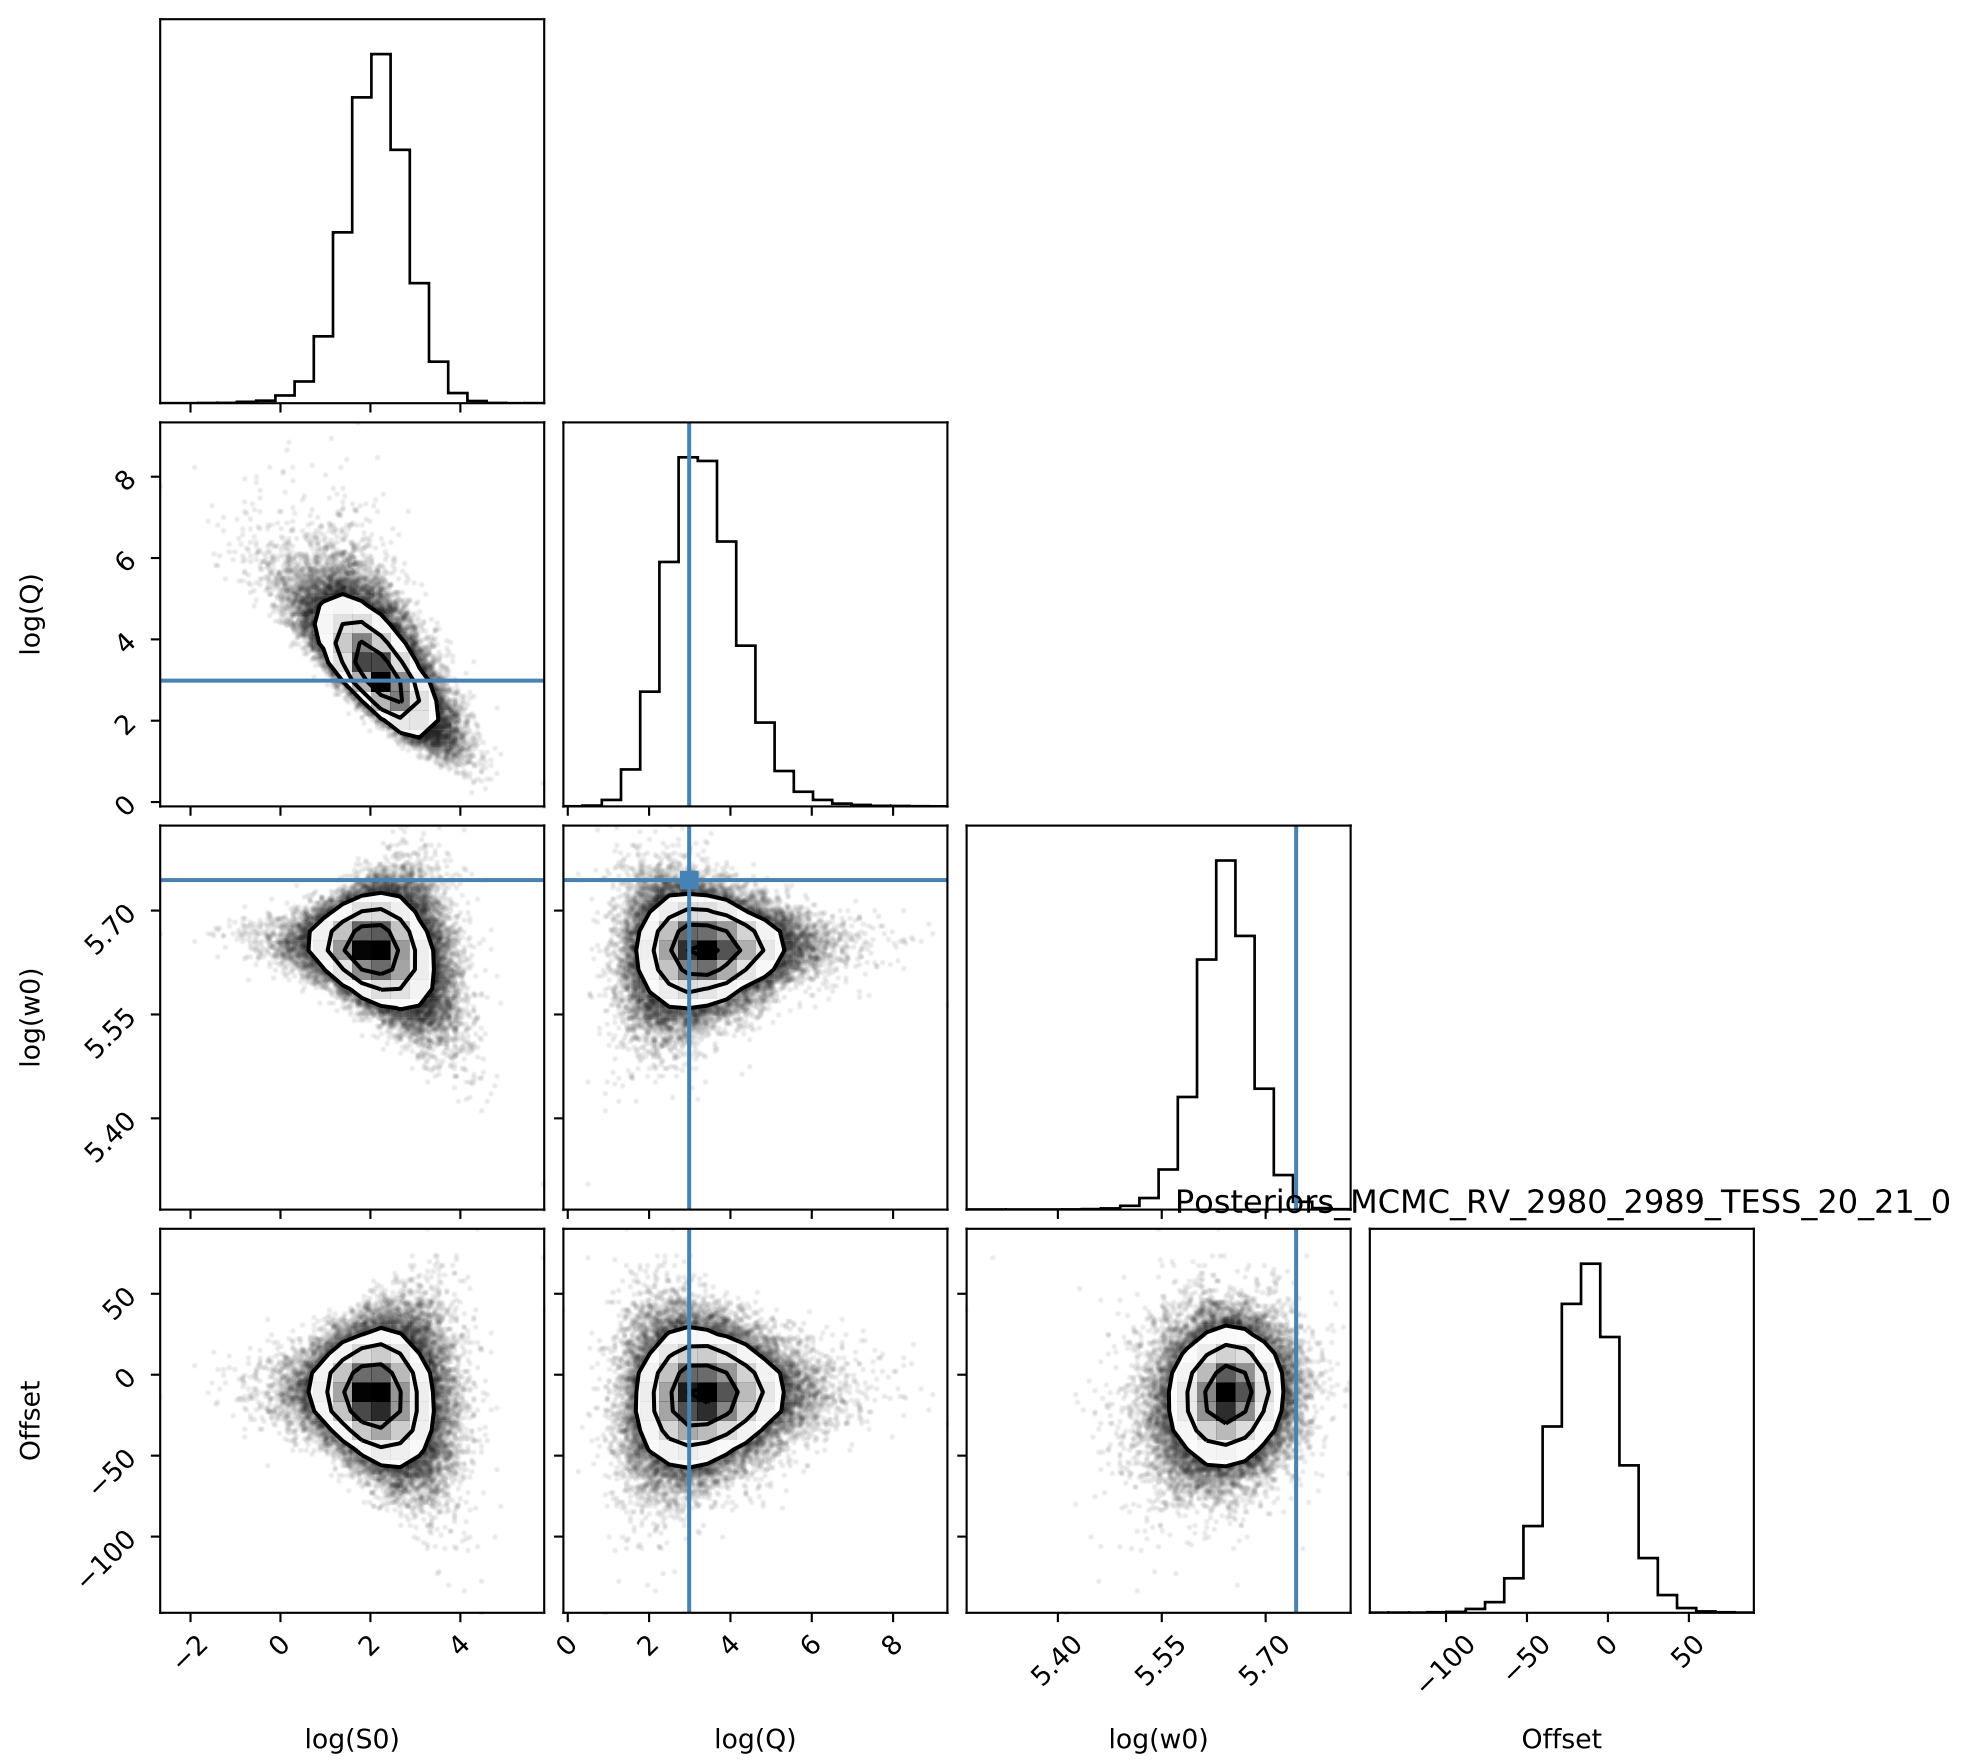 log(Q)
8
6
4
2
0
log(w0)
5.70
5.55
5.40
Posteriors_MCMC_RV_2980_2989_TESS_20_21_0
Offset
50
0
−50
−100
−2 0 2 4 0 2 4 6 8 5.40 5.55 5.70 −100 −50 0 50
log(S0) log(Q) log(w0) Offset